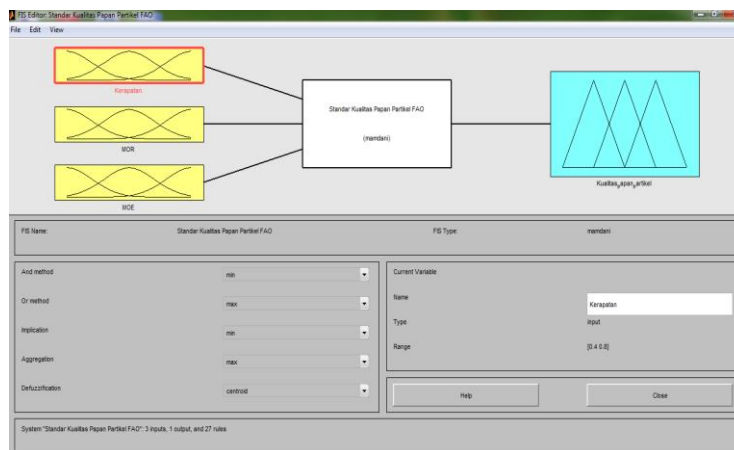 FIS Editor: Standar Kualitas Papan Partikel FAO
File Edit View
Kerapatan
MOR
MOE
Standar Kualitas Papan Partikel FAO
(mamdani)
Kualitas_papan_partikel
FIS Name: Standar Kualitas Papan Partikel FAO FIS Type: mamdani
And method min
Or method max
Implication min
Aggregation max
Defuzzification centroid
Current Variable
Name Kerapatan
Type input
Range [0.4 0.8]
Help Close
System "Standar Kualitas Papan Partikel FAO": 3 inputs, 1 output, and 27 rules